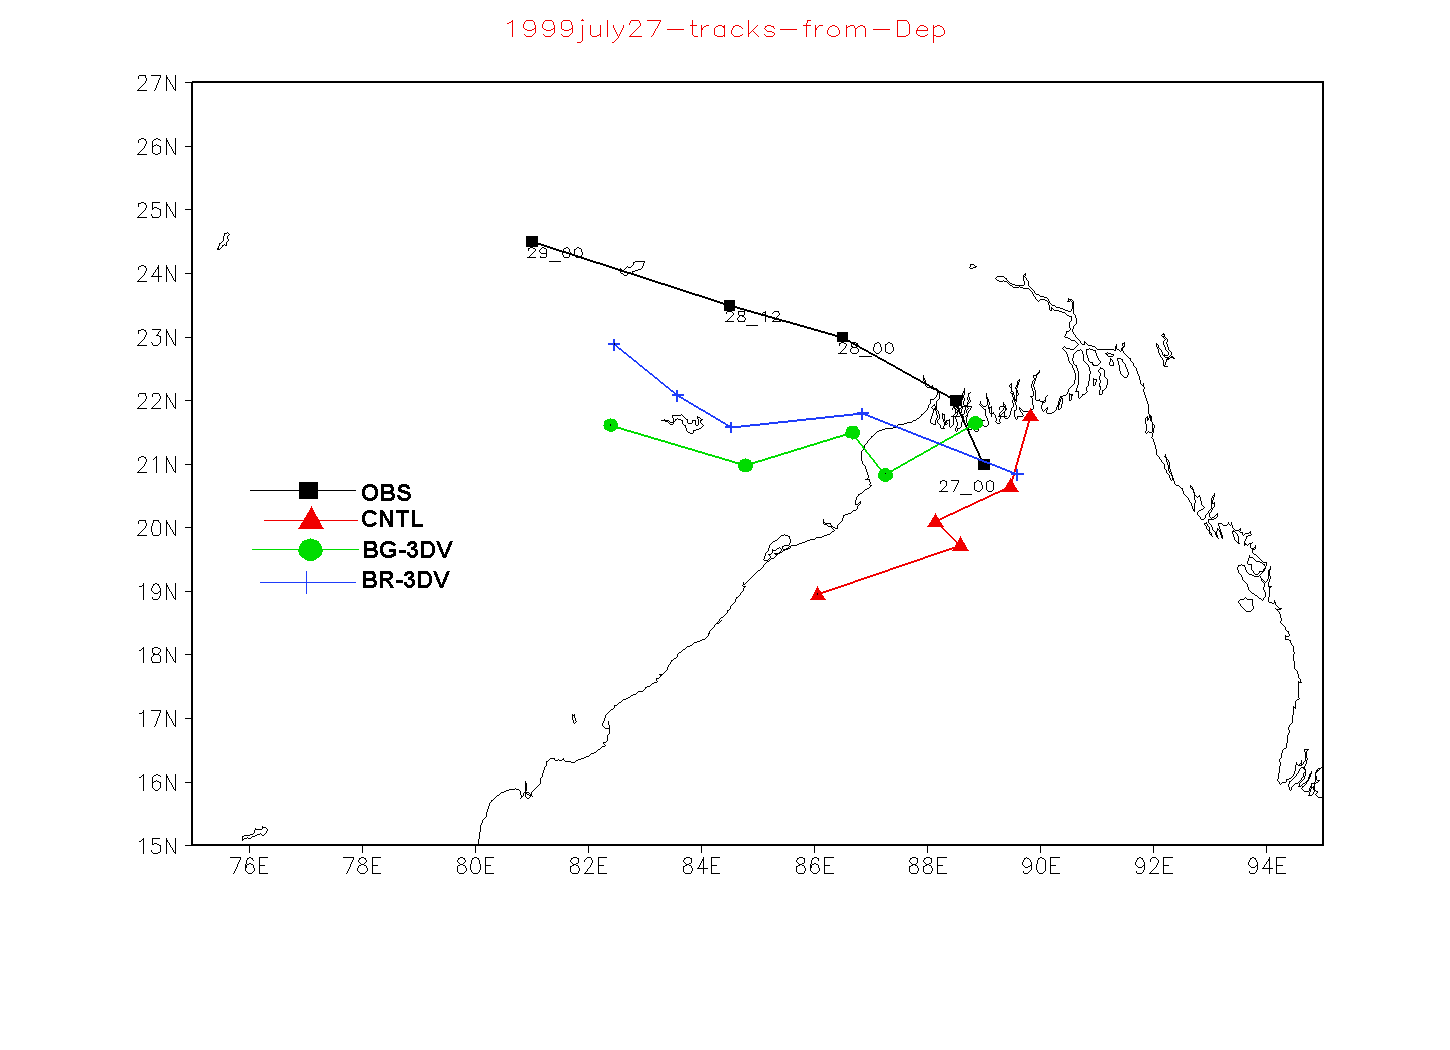 1999july27-tracks-from-Dep
27N
26N
25N
24N
23N
22N
21N
20N
19N
18N
17N
16N
15N
29_00
28_12
28_00
27_00
OBS
CNTL
BG-3DV
BR-3DV
76E 78E 80E 82E 84E 86E 88E 90E 92E 94E